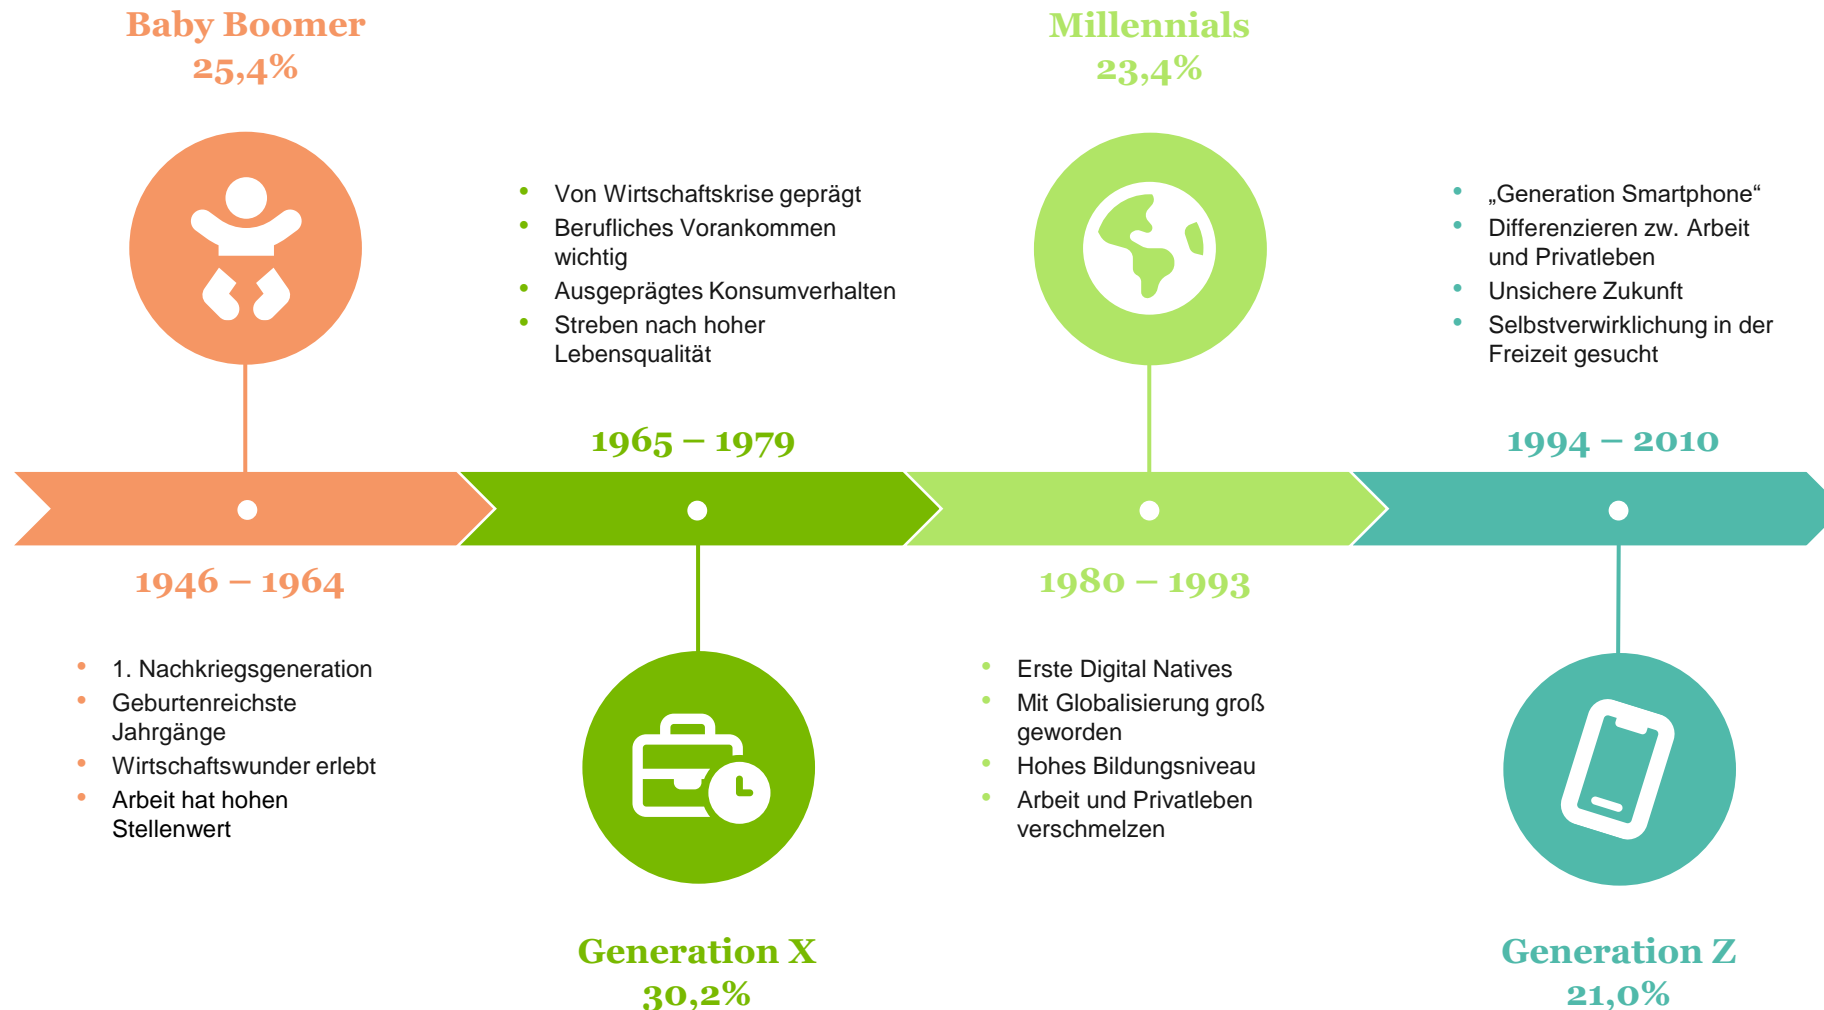 Baby Boomer
25,4%
1946 – 1964
• 1. Nachkriegsgeneration
• Geburtenreichste
Jahrgänge
• Wirtschaftswunder erlebt
• Arbeit hat hohen
Stellenwert
• Von Wirtschaftskrise geprägt
• Berufliches Vorankommen
wichtig
• Ausgeprägtes Konsumverhalten
• Streben nach hoher
Lebensqualität
1965 – 1979
Generation X
30,2%
Millennials
23,4%
1980 – 1993
• Erste Digital Natives
• Mit Globalisierung groß
geworden
• Hohes Bildungsniveau
• Arbeit und Privatleben
verschmelzen
• „Generation Smartphone“
• Differenzieren zw. Arbeit
und Privatleben
• Unsichere Zukunft
• Selbstverwirklichung in der
Freizeit gesucht
1994 – 2010
Generation Z
21,0%